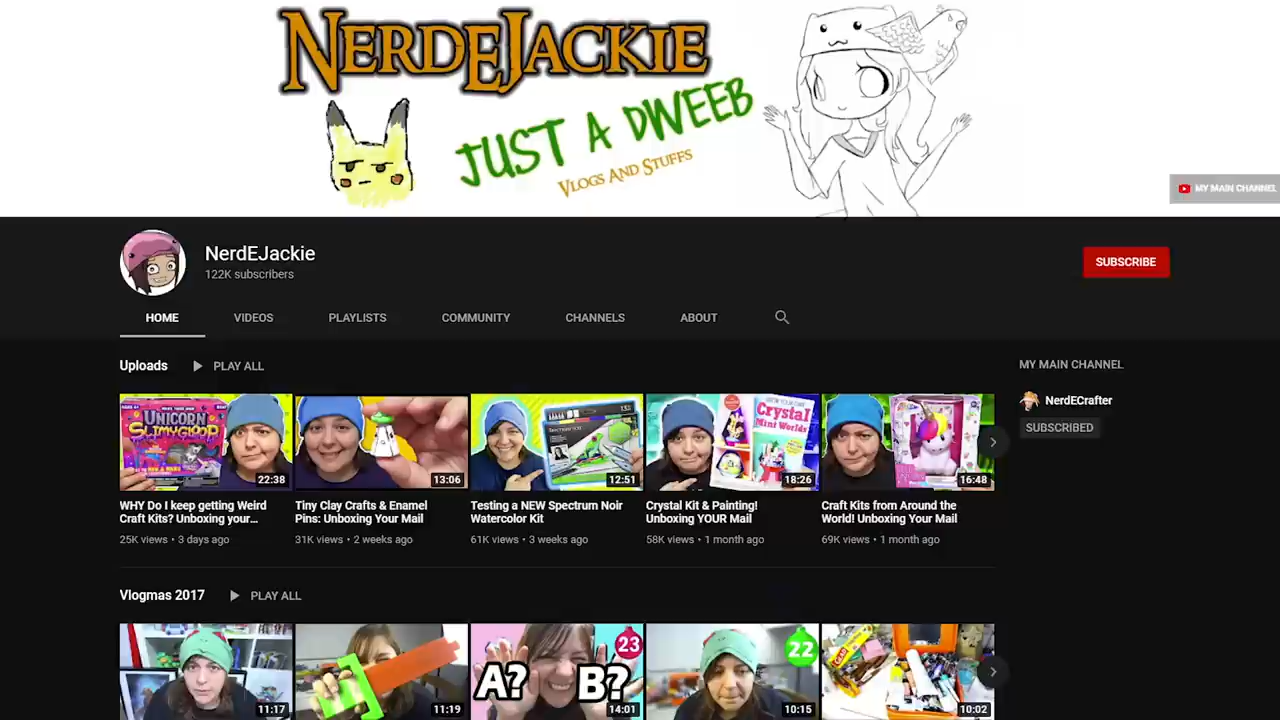 NERDEJACKIE
JUST A DWEEB
VLOGS AND STUFFS
MY MAIN CHANNEL
NerdEJackie
122K subscribers
SUBSCRIBE
HOME
VIDEOS
PLAYLISTS
COMMUNITY
CHANNELS
ABOUT
Uploads
PLAY ALL
MY MAIN CHANNEL
NerdECrafter
SUBSCRIBED
UNICORN
SLIMYGLOOP
22:38
13:06
12:51
Crystal
Mini Worlds
18:26
16:48
WHY Do I keep getting Weird
Craft Kits? Unboxing your...
25K views • 3 days ago
Tiny Clay Crafts & Enamel
Pins: Unboxing Your Mail
31K views • 2 weeks ago
Testing a NEW Spectrum Noir
Watercolor Kit
61K views • 3 weeks ago
Crystal Kit & Painting!
Unboxing YOUR Mail
58K views • 1 month ago
Craft Kits from Around the
World! Unboxing Your Mail
69K views • 1 month ago
Vlogmas 2017
PLAY ALL
11:17
11:19
23
A?
B?
14:01
22
10:15
10:02